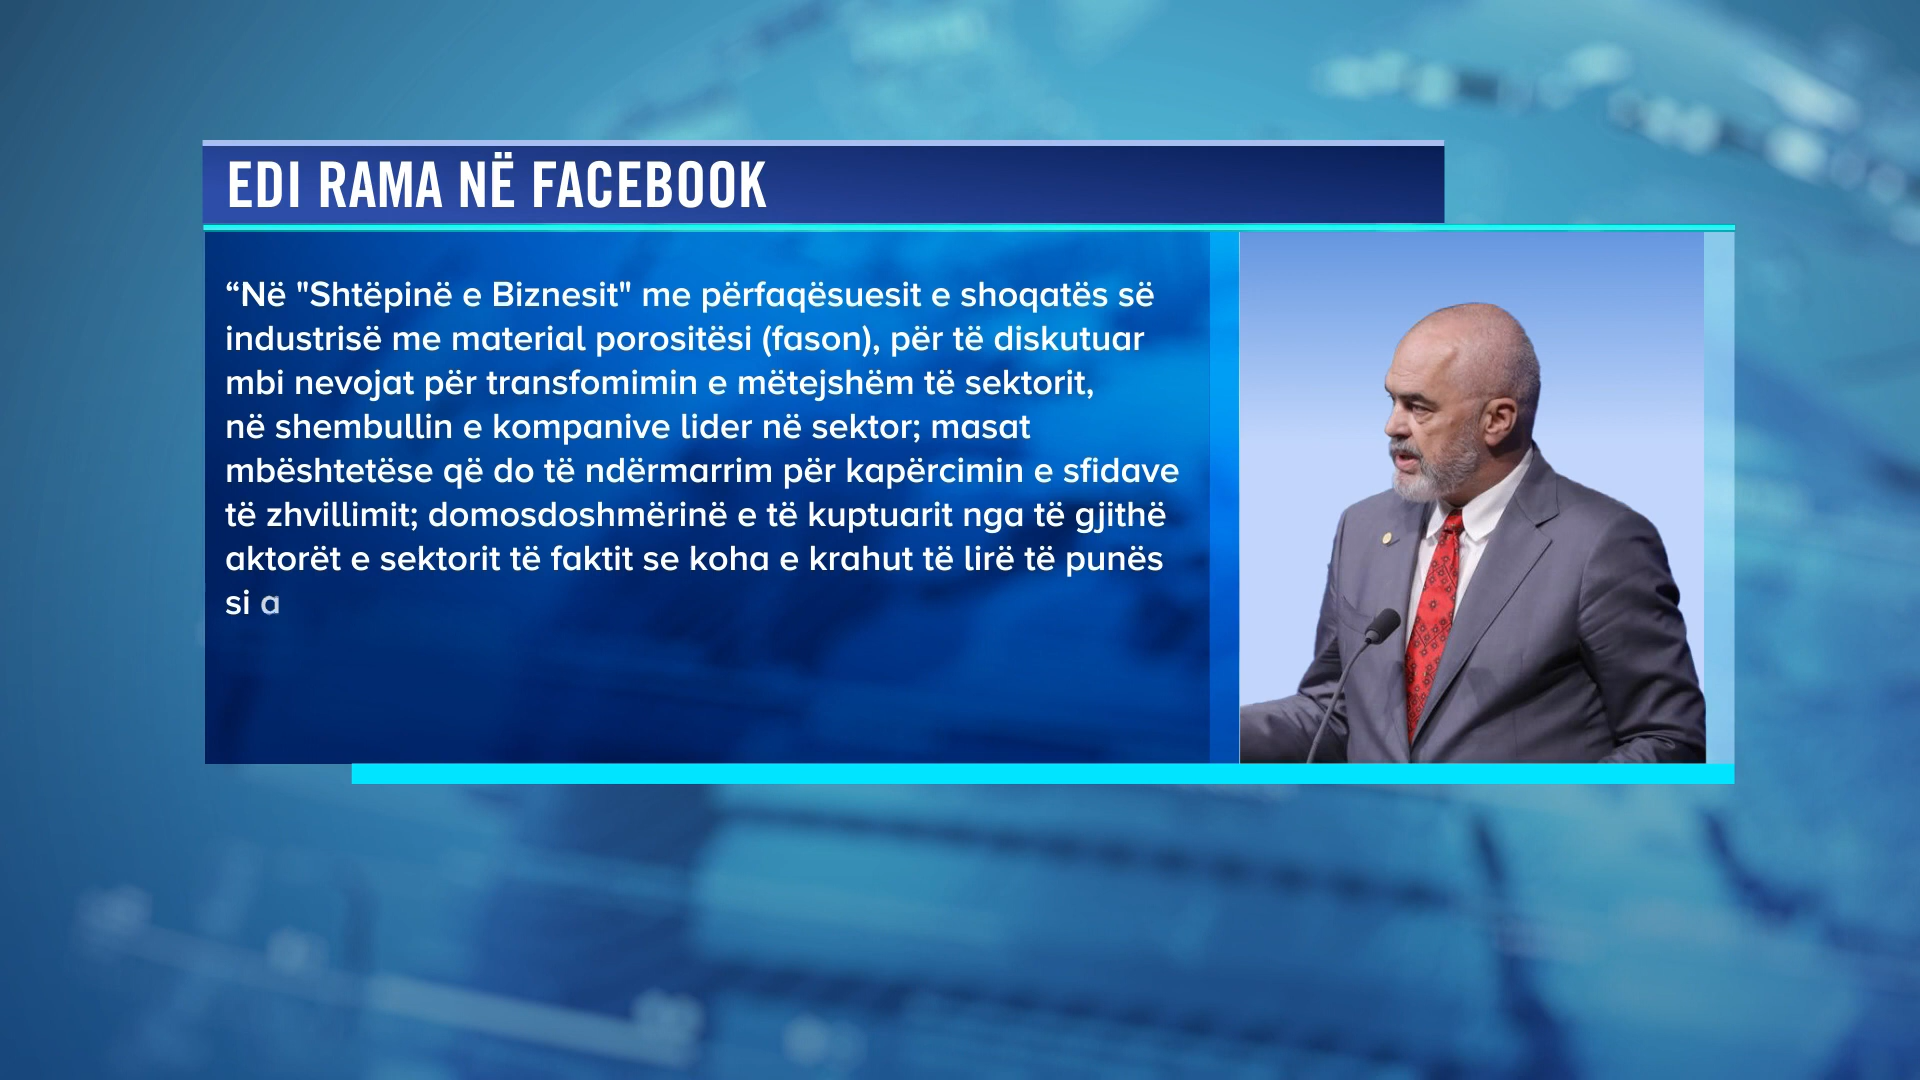 EDI RAMA NË FACEBOOK
“Në "Shtëpinë e Biznesit" me përfaqësuesit e shoqatës së
industrisë me material porositësi (fason), për të diskutuar
mbi nevojat për transfomimin e mëtejshëm të sektorit,
në shembullin e kompanive lider në sektor; masat
mbështetëse që do të ndërmarrim për kapërcimin e sfidave
të zhvillimit; domosdoshmërinë e të kuptuarit nga të gjithë
aktorët e sektorit të faktit se koha e krahut të lirë të punës
si a